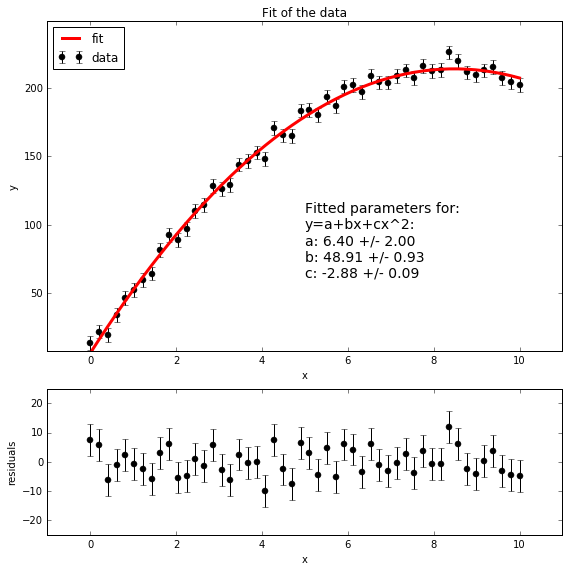 Fit of the data
fit
data
200
150
100
50
y
Fitted parameters for:
y=a+bx+cx^2:
a: 6.40 +/- 2.00
b: 48.91 +/- 0.93
c: -2.88 +/- 0.09
0 2 4 6 8 10
x
20
10
0
−10
−20
residuals
0 2 4 6 8 10
x